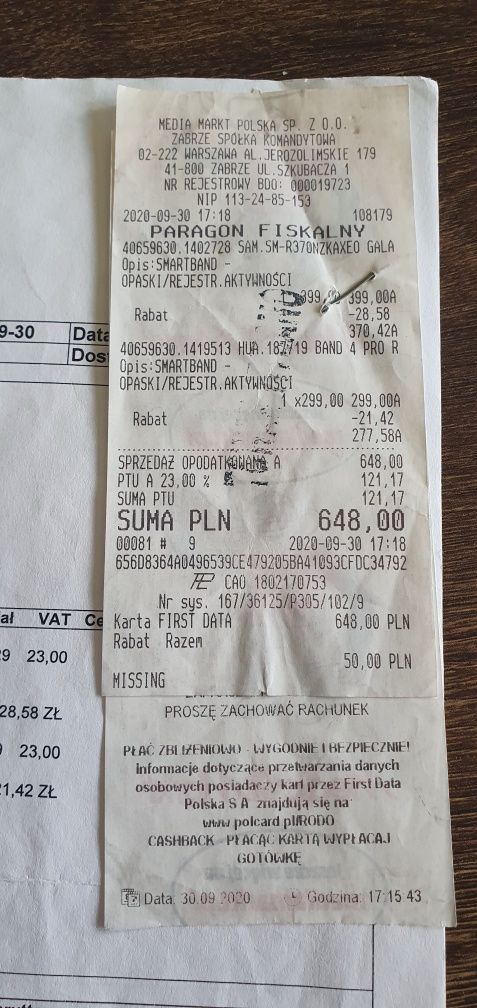 MEDIA MARKT POLSKA SP. Z O.O.
ZABRZE SPÓŁKA KOMANDYTOWA
02-222 WARSZAWA AL.JEROZOLIMSKIE 179
41-800 ZABRZE UL.SZKUBACZA 1
NR REJESTROWY BDO: 000019723
NIP 113-24-85-153
2020-09-30 17:18 108179
PARAGON FISKALNY
40659630.1402728 SAM.SM-R370NZKAXEO GALA
Opis:SMARTBAND -
OPASKI/REJESTR.AKTYWNOŚCI
399,00 399,00A
Rabat -28,58
370,42A
40659630.1419513 HUA.187719 BAND 4 PRO R
Opis:SMARTBAND -
OPASKI/REJESTR.AKTYWNOŚCI
1 x299,00 299,00A
Rabat -21,42
277,58A
SPRZEDAŻ OPODATKOWANA A 648,00
PTU A 23,00 % 121,17
SUMA PTU 121,17
SUMA PLN 648,00
00081 # 9 2020-09-30 17:18
656D8364A0496539CE479205BA41093CFDC34792
CAO 1802170753
Nr sys. 167/36125/P305/102/9
Karta FIRST DATA 648,00 PLN
Rabat Razem
50,00 PLN
MISSING
PROSZĘ ZACHOWAĆ RACHUNEK
PŁAĆ ZBLIŻENIOWO - WYGODNIE I BEZPIECZNIE!
Informacje dotyczące przetwarzania danych
osobowych posiadaczy kart przez First Data
Polska S.A. znajdują się na:
www.polcard.pl/RODO
CASHBACK - PŁACĄC KARTĄ WYPŁACAJ
GOTÓWKĘ
Data: 30.09.2020 Godzina: 17:15:43
9-30 Data
Dos
VAT Ce
23,00
28,58 ZŁ
23,00
21,42 ZŁ